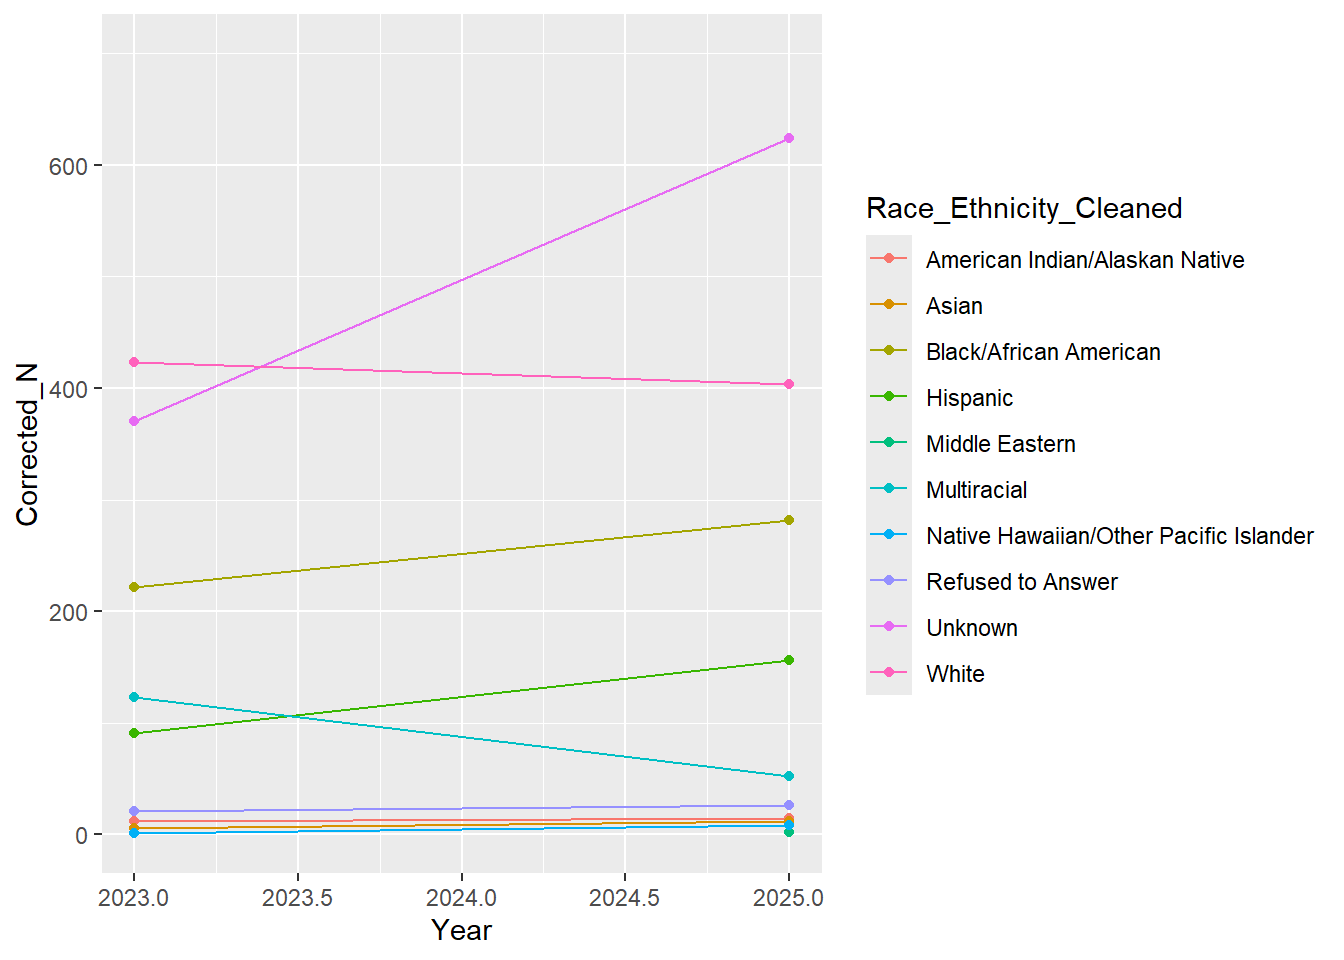 600
400
200
0
Corrected_N
2023.0 2023.5 2024.0 2024.5 2025.0
Year
Race_Ethnicity_Cleaned
American Indian/Alaskan Native
Asian
Black/African American
Hispanic
Middle Eastern
Multiracial
Native Hawaiian/Other Pacific Islander
Refused to Answer
Unknown
White